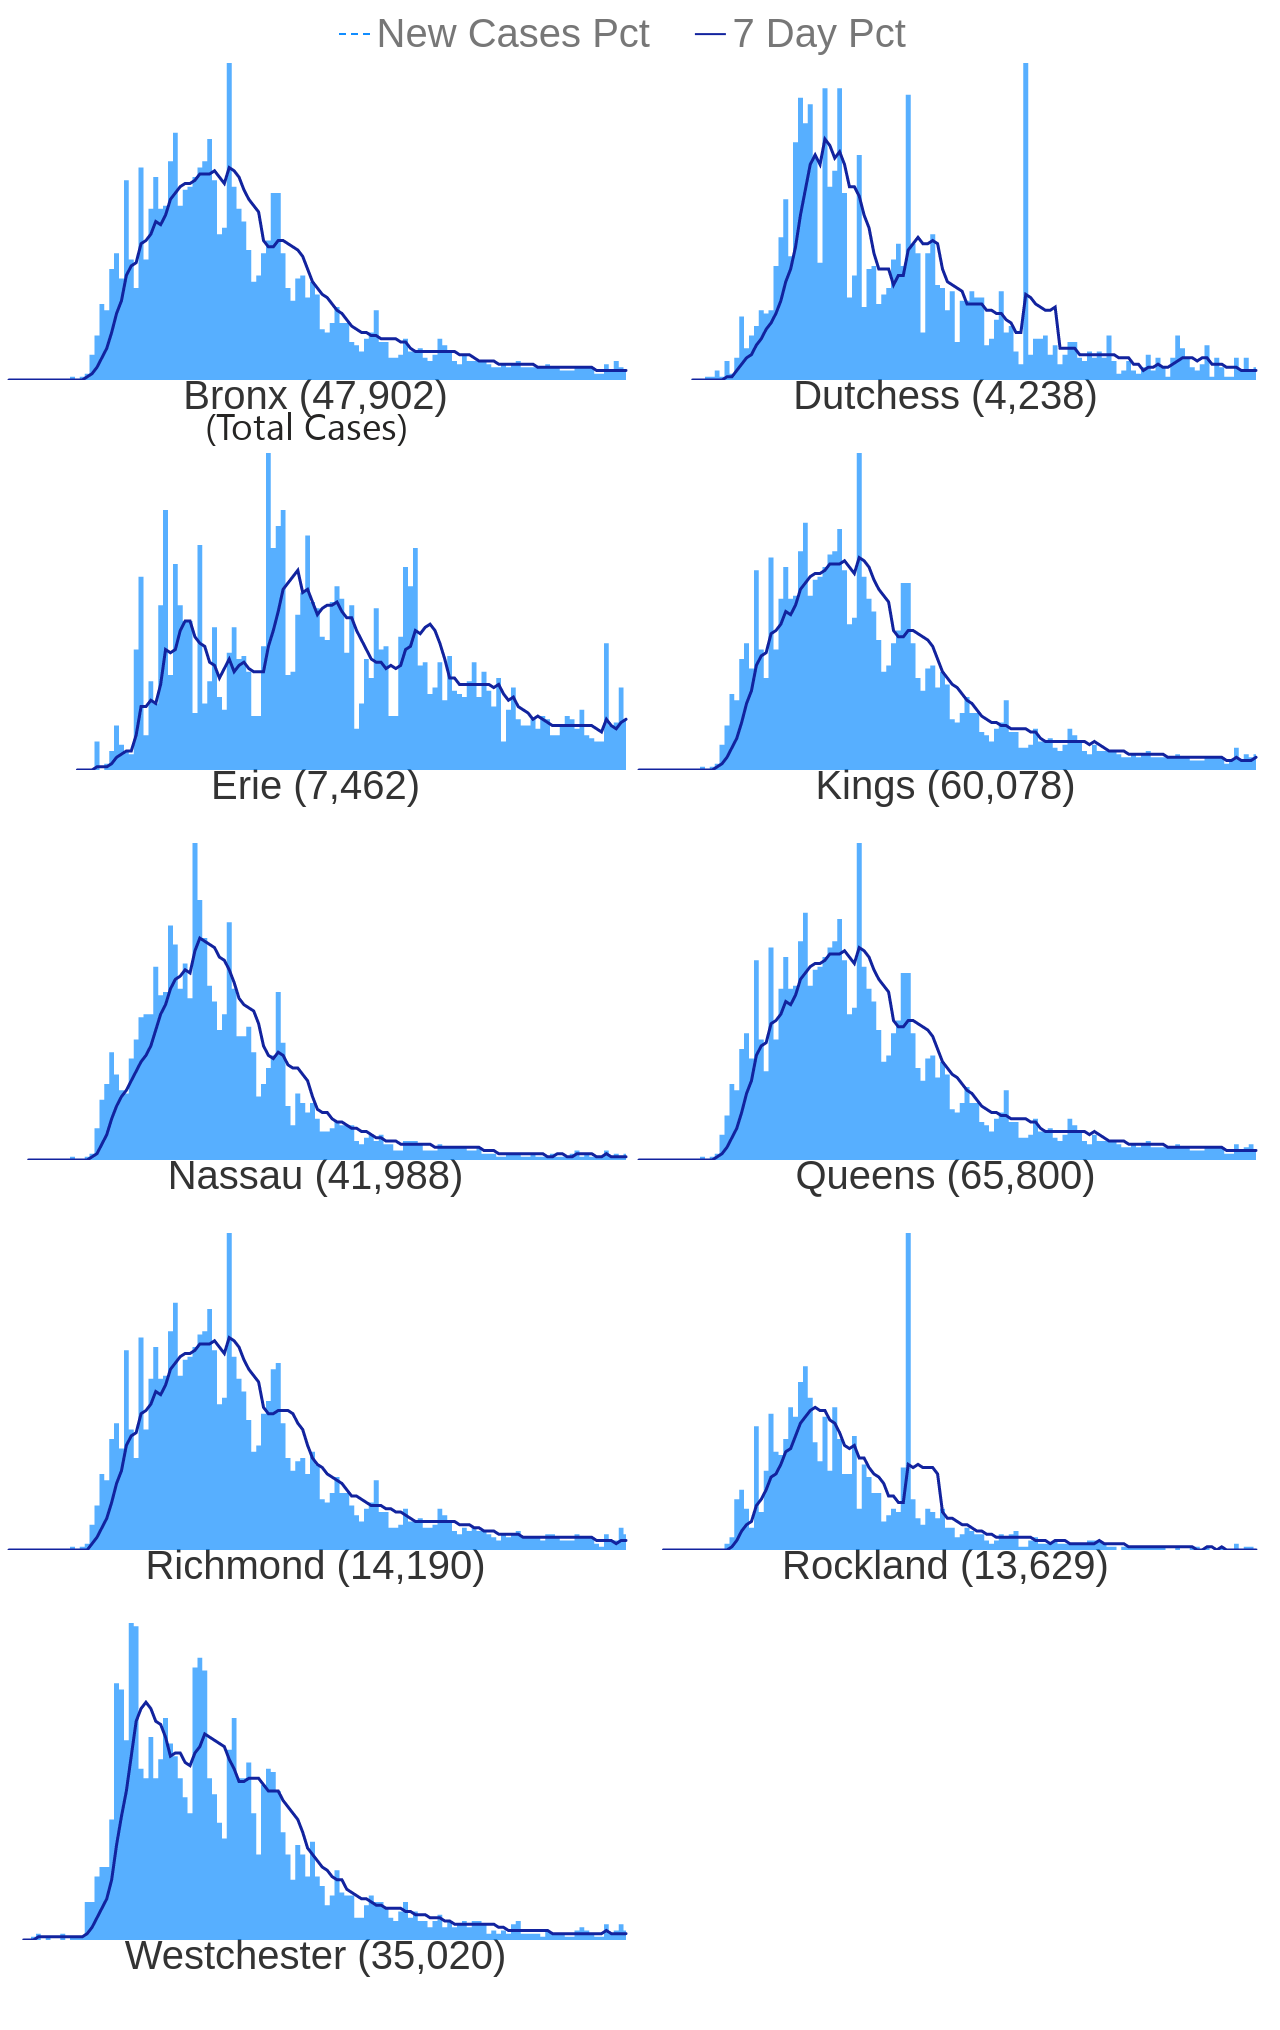 New Cases Pct 7 Day Pct
Bronx (47,902) Dutchess (4,238)
(Total Cases)
Erie (7,462) Kings (60,078)
Nassau (41,988) Queens (65,800)
Richmond (14,190) Rockland (13,629)
Westchester (35,020)